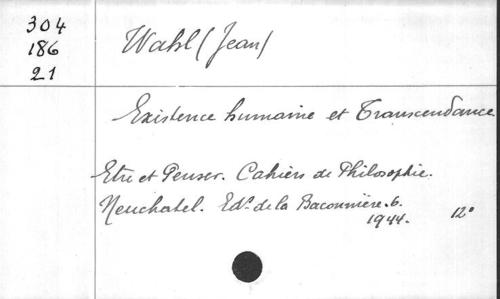 304
186
21
Wahl (Jean)
Existence humaine et Transcendance
Etre et Penser. Cahiers de Philosophie.
Neuchatel. Edns de la Baconnière. 6.
1944. 12°